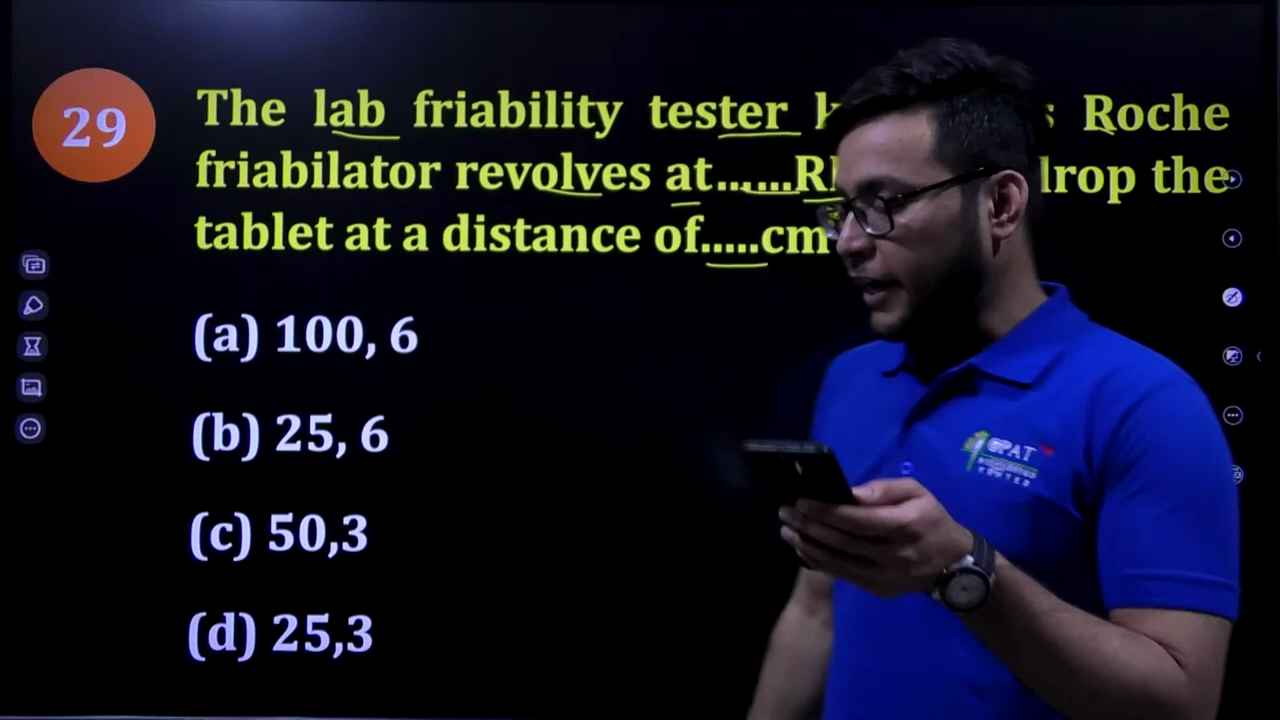 29
The lab friability tester Roche
friabilator revolves at......R the
tablet at a distance of.....cm
(a) 100, 6
(b) 25, 6
(c) 50,3
(d) 25,3
GPAT